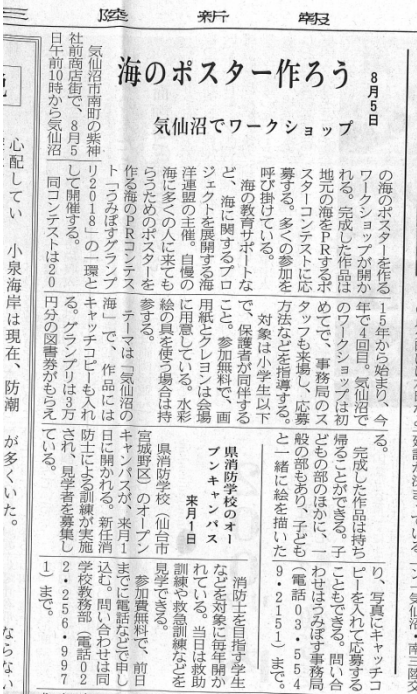 三陸新報
海のポスター作ろう
8月5日
気仙沼でワークショップ
気仙沼市南町の紫神
社前商店街で、8月5
日午前10時から気仙沼
の海のポスターを作る
ワークショップが開か
れる。完成した作品は
地元の海をPRするポ
スターコンテストに応
募する。多くの参加を
呼び掛けている。
海の教育サポートな
ど、海に関するプロ
ジェクトを展開する海
洋連盟の主催。自慢の
海に多くの人に来ても
らうためのポスターを
作る海のPRコンテス
ト「うみぽすグランプ
リ2018」の一環と
して開催する。
同コンテストは20
15年から始まり、今
年で4回目。気仙沼で
のワークショップは初
めてで、事務局のス
タッフも来場し、応募
方法などを指導する。
対象は小学生以下
で、保護者が同伴する
こと。参加無料で、画
用紙とクレヨンは会場
に用意している。水彩
絵の具を使う場合は持
参する。
テーマは「気仙沼の
海」で、作品には
キャッチコピーも入れ
る。グランプリは3万
円分の図書券がもらえ
る。
完成した作品は持ち
帰ることができる。子
どもの部のほかに、一
般の部もあり、子ども
と一緒に絵を描いた
り、写真にキャッチコ
ピーを入れて応募する
こともできる。問い合
わせはうみぽす事務局
(電話03・554
9・2151)まで。
県消防学校のオー
プンキャンパス
来月1日
県消防学校(仙台市
宮城野区)のオープン
キャンパスが、来月1
日に開かれる。新任消
防士による訓練が実施
され、見学者を募集し
ている。
消防士を目指す学生
などを対象に毎年開か
れている。当日は救助
訓練や救急訓練などを
見学できる。
参加費無料で、前日
までに電話などで申し
込む。問い合わせは同
学校教務部(電話02
2・256・997
1)まで。
心配してい
小泉海岸は現在、防潮
が多くいた。
ならない